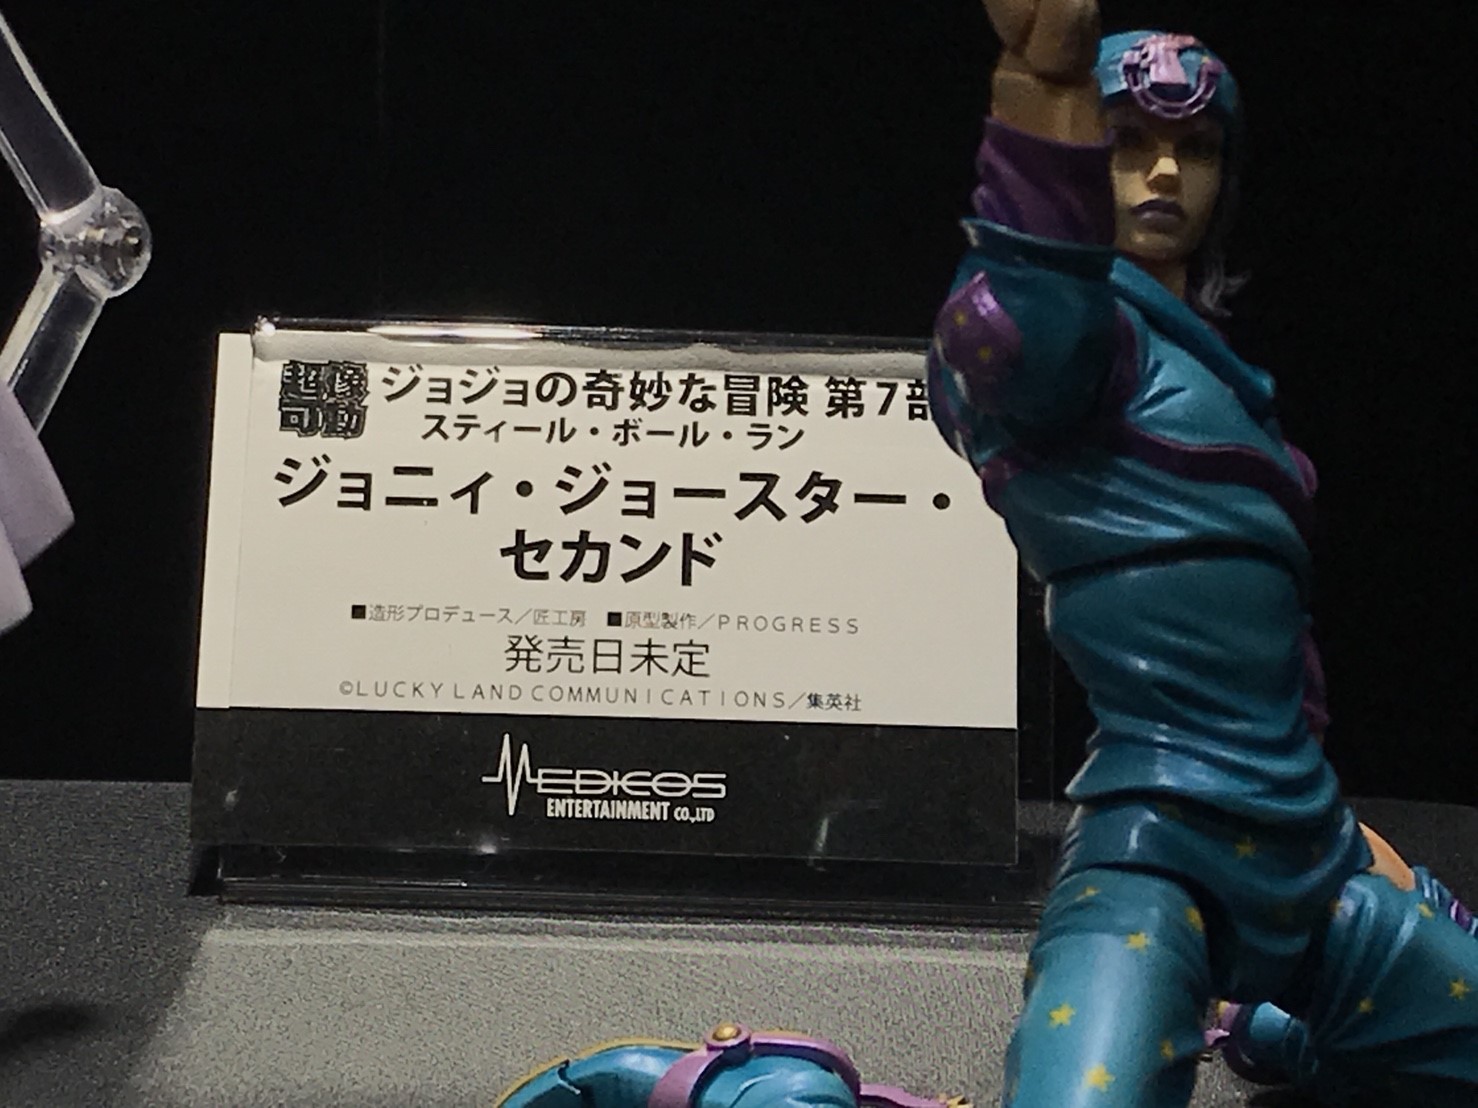 超像可動 ジョジョの奇妙な冒険 第7部
スティール・ボール・ラン
ジョニィ・ジョースター・
セカンド
■造形プロデュース／匠工房 ■原型製作／PROGRESS
発売日未定
©LUCKY LAND COMMUNICATIONS／集英社
MEDICOS
ENTERTAINMENT CO.,LTD